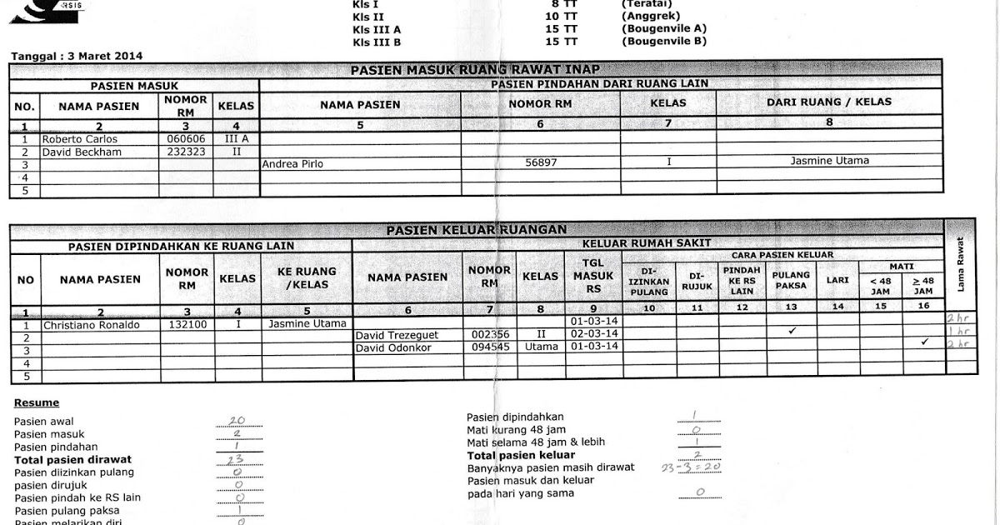 RSIS
Kls I 8 TT (Teratai)
Kls II 10 TT (Anggrek)
Kls III A 15 TT (Bougenvile A)
Kls III B 15 TT (Bougenvile B)
Tanggal : 3 Maret 2014
PASIEN MASUK RUANG RAWAT INAP
PASIEN MASUK PASIEN PINDAHAN DARI RUANG LAIN
NO. NAMA PASIEN NOMOR RM KELAS NAMA PASIEN NOMOR RM KELAS DARI RUANG / KELAS
1 2 3 4 5 6 7 8
1 Roberto Carlos 060606 III A
2 David Beckham 232323 II
3 Andrea Pirlo 56897 I Jasmine Utama
4
5
PASIEN KELUAR RUANGAN
PASIEN DIPINDAHKAN KE RUANG LAIN KELUAR RUMAH SAKIT Lama Rawat
CARA PASIEN KELUAR
NO NAMA PASIEN NOMOR RM KELAS KE RUANG /KELAS NAMA PASIEN NOMOR RM KELAS TGL MASUK RS DI-IZINKAN PULANG DI-RUJUK PINDAH KE RS LAIN PULANG PAKSA LARI MATI < 48 JAM ≥ 48 JAM
1 2 3 4 5 6 7 8 9 10 11 12 13 14 15 16
1 Christiano Ronaldo 132100 I Jasmine Utama 01-03-14 2 hr
2 David Trezeguet 002356 II 02-03-14 ✓ 1 hr
3 David Odonkor 094545 Utama 01-03-14 ✓ 2 hr
4
5
Resume
Pasien awal 20
Pasien masuk 2
Pasien pindahan 1
Total pasien dirawat 23
Pasien diizinkan pulang 0
pasien dirujuk 0
Pasien pindah ke RS lain 0
Pasien pulang paksa 1
Pasien melarikan diri 0
Pasien dipindahkan 1
Mati kurang 48 jam 0
Mati selama 48 jam & lebih 1
Total pasien keluar 2
Banyaknya pasien masih dirawat 23-3=20
Pasien masuk dan keluar
pada hari yang sama 0